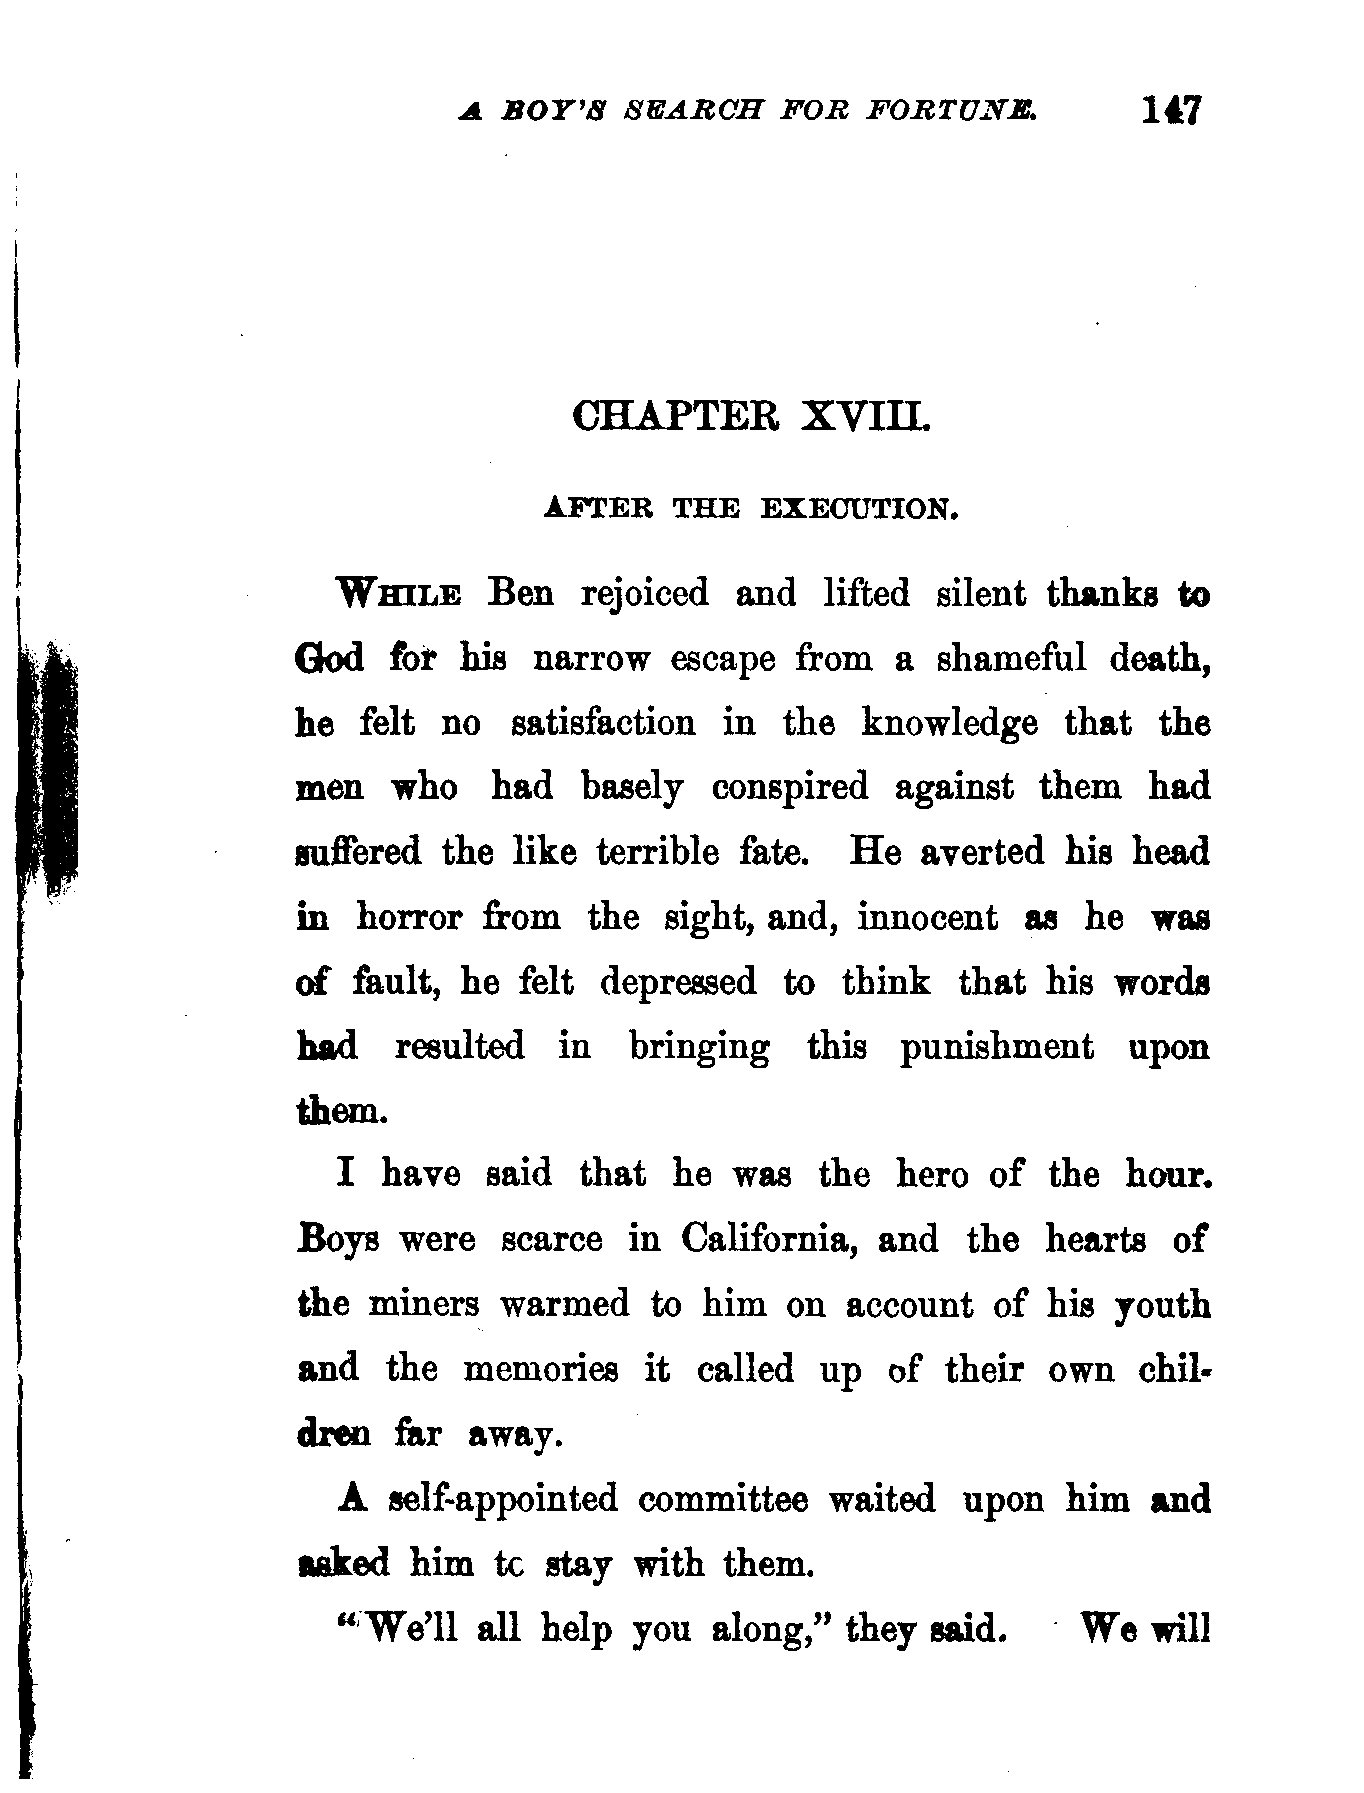 A BOY'S SEARCH FOR FORTUNE. 147
CHAPTER XVIII.
AFTER THE EXECUTION.
WHILE Ben rejoiced and lifted silent thanks to
God for his narrow escape from a shameful death,
he felt no satisfaction in the knowledge that the
men who had basely conspired against them had
suffered the like terrible fate. He averted his head
in horror from the sight, and, innocent as he was
of fault, he felt depressed to think that his words
had resulted in bringing this punishment upon
them.
I have said that he was the hero of the hour.
Boys were scarce in California, and the hearts of
the miners warmed to him on account of his youth
and the memories it called up of their own chil-
dren far away.
A self-appointed committee waited upon him and
asked him to stay with them.
"We'll all help you along," they said. We will